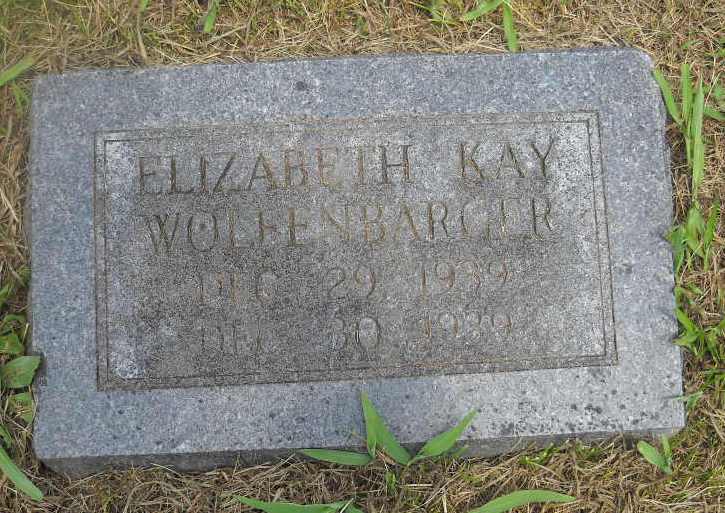 ELIZABETH KAY
WOLFENBARGER
DEC 29 1939
DEC 30 1939